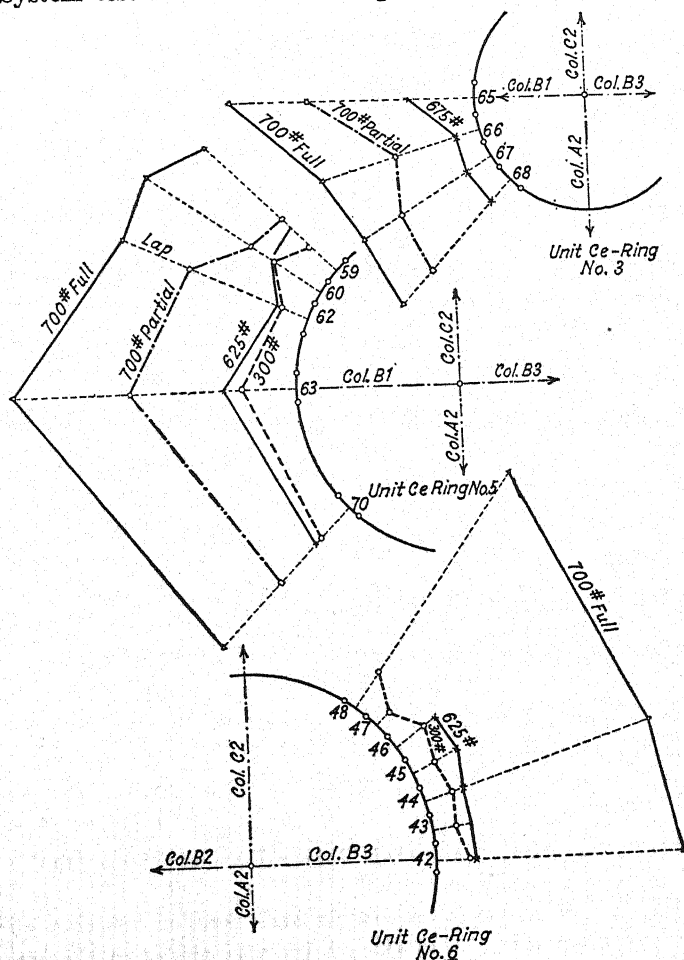 Col. C2
Col. B1
Col. B3
Col. A2
65
66
67
68
700# Full
700# Partial
675#
Unit Ce-Ring
No. 3
59
60
62
63
70
Lap
700# Full
700# Partial
625#
300#
Col. C2
Col. B1
Col. B3
Col. A2
Unit Ce Ring No. 5
700# Full
48
47
46
45
44
43
42
300#
625#
Col. C2
Col. B2
Col. B3
Col. A2
Unit Ce-Ring
No. 6